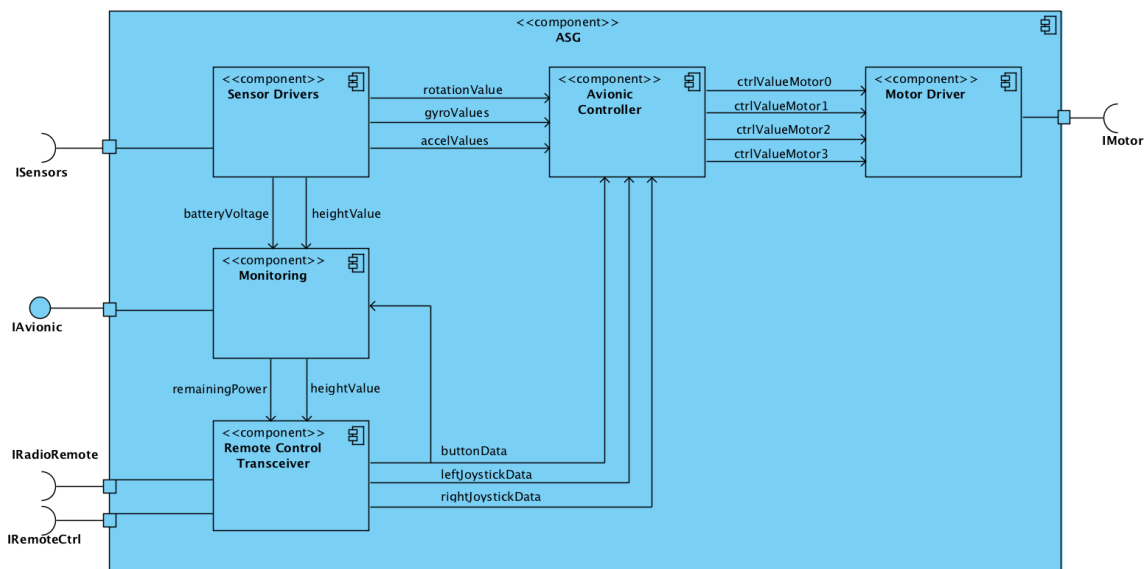 <<component>>
ASG
<<component>>
Sensor Drivers
rotationValue
gyroValues
accelValues
<<component>>
Avionic
Controller
ctrlValueMotor0
ctrlValueMotor1
ctrlValueMotor2
ctrlValueMotor3
<<component>>
Motor Driver
IMotor
ISensors
batteryVoltage
heightValue
<<component>>
Monitoring
IAvionic
remainingPower
heightValue
<<component>>
Remote Control
Transceiver
IRadioRemote
IRemoteCtrl
buttonData
leftJoystickData
rightJoystickData